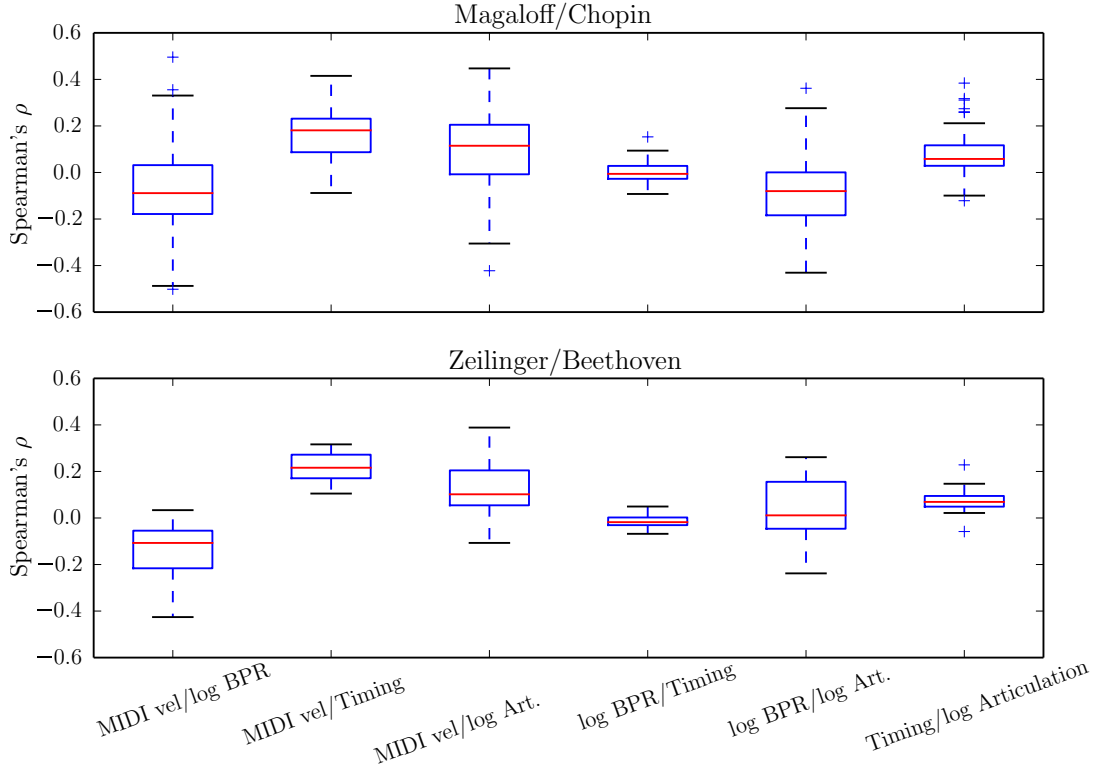 Magaloff/Chopin
0.6
0.4
0.2
0.0
−0.2
−0.4
−0.6
Spearman's ρ
Zeilinger/Beethoven
0.6
0.4
0.2
0.0
−0.2
−0.4
−0.6
Spearman's ρ
MIDI vel/log BPR
MIDI vel/Timing
MIDI vel/log Art.
log BPR/Timing
log BPR/log Art.
Timing/log Articulation